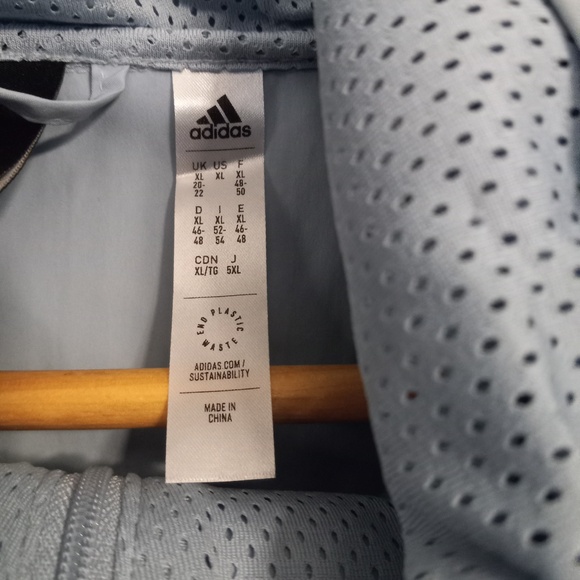 adidas
UK US F
XL XL XL
20- 48-
22 50
D I E
XL XL XL
46- 52- 46-
48 54 48
CDN J
XL/TG 5XL
END PLASTIC WASTE
ADIDAS.COM/
SUSTAINABILITY
MADE IN
CHINA